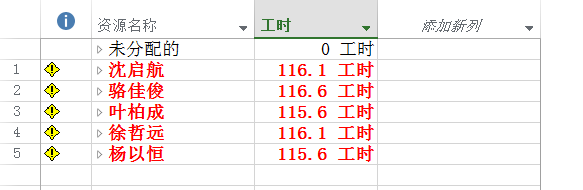 资源名称 工时 添加新列
未分配的 0 工时
1 沈启航 116.1 工时
2 骆佳俊 116.6 工时
3 叶柏成 115.6 工时
4 徐哲远 116.1 工时
5 杨以恒 115.6 工时